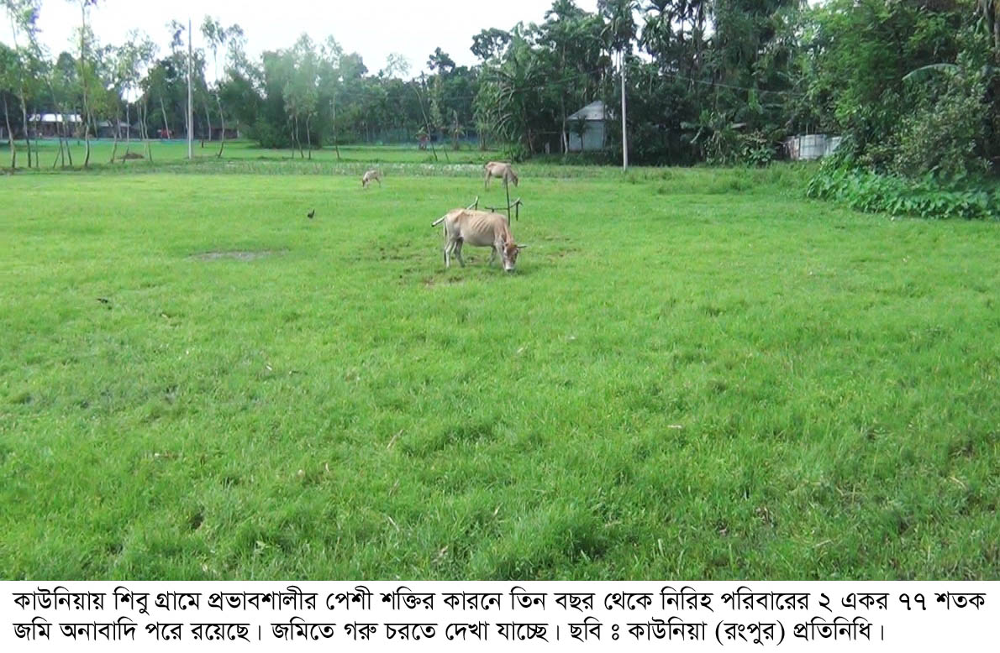 কাউনিয়ায় শিবু গ্রামে প্রভাবশালীর পেশী শক্তির কারনে তিন বছর থেকে নিরিহ পরিবারের ২ একর ৭৭ শতক
জমি অনাবাদি পরে রয়েছে। জমিতে গরু চরতে দেখা যাচ্ছে। ছবি ঃ কাউনিয়া (রংপুর) প্রতিনিধি।